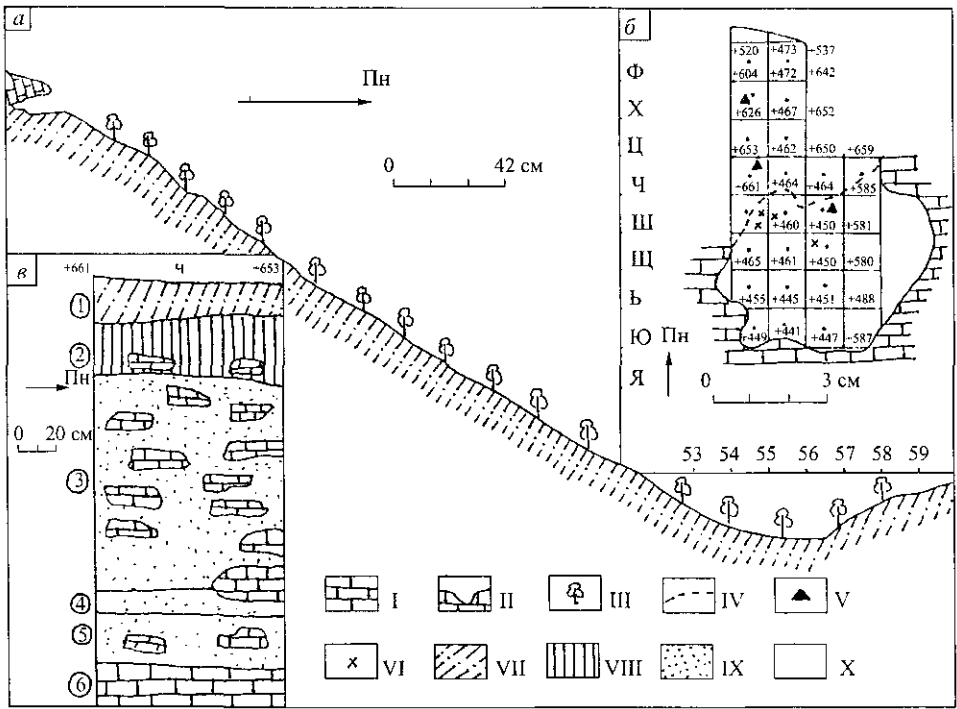 а
Пн
0 42 см
б
+520 +473 +537
Ф
+604 +472 +642
Х
+626 +467 +652
Ц
+653 +462 +650 +659
Ч
+661 +464 +464 +585
Ш
+460 +450 +581
Щ
+465 +461 +450 +580
Ь
+455 +445 +451 +488
Ю
+449 +441 +447 -587
Пн
Я
0 3 см
53 54 55 56 57 58 59
в
+661 Ч +653
1
2
Пн
0 20 см
3
4
5
6
I II III IV V
VI VII VIII IX X